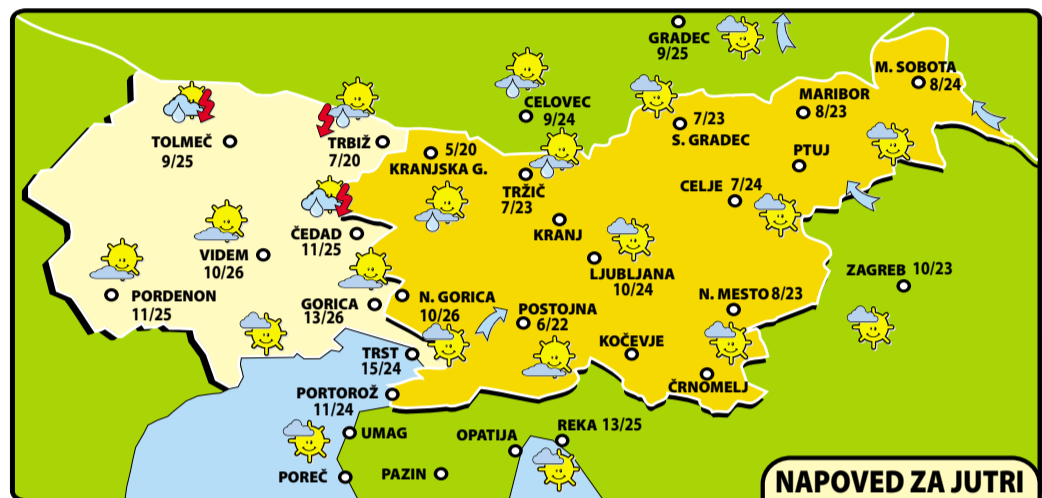 GRADEC
9/25
M. SOBOTA
8/24
CELOVEC
9/24
MARIBOR
8/23
7/23
S. GRADEC
TOLMEČ
9/25
TRBIŽ
7/20
5/20
KRANJSKA G.
TRŽIČ
7/23
PTUJ
CELJE 7/24
KRANJ
ČEDAD
11/25
VIDEM
10/26
LJUBLJANA
10/24
ZAGREB 10/23
PORDENON
11/25
GORICA
13/26
N. GORICA
10/26
POSTOJNA
6/22
N. MESTO 8/23
KOČEVJE
TRST
15/24
ČRNOMELJ
PORTOROŽ
11/24
UMAG
OPATIJA
REKA 13/25
POREČ
PAZIN
NAPOVED ZA JUTRI